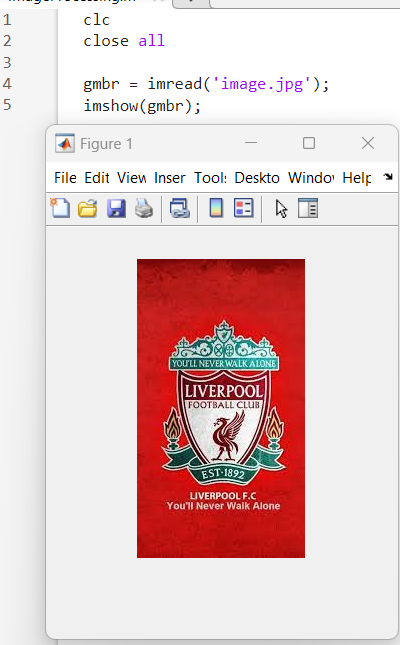 1 clc
2 close all
3
4 gmbr = imread('image.jpg');
5 imshow(gmbr);
Figure 1
File Edit View Inser Tools Deskto Window Help
YOU'LL NEVER WALK ALONE
LIVERPOOL
FOOTBALL CLUB
EST·1892
LIVERPOOL F.C
You'll Never Walk Alone